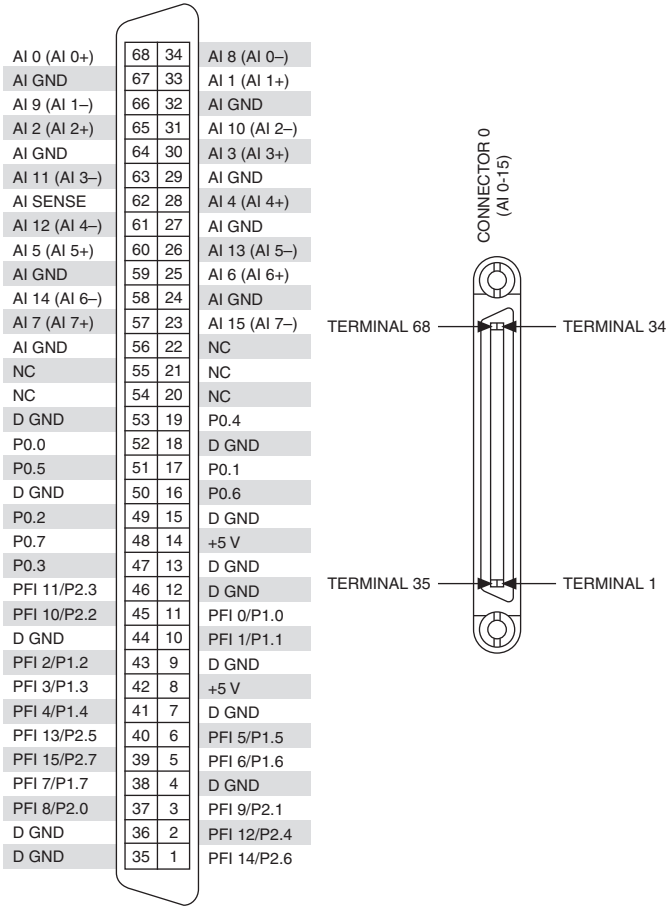 AI 0 (AI 0+) 68 34 AI 8 (AI 0–)
AI GND 67 33 AI 1 (AI 1+)
AI 9 (AI 1–) 66 32 AI GND
AI 2 (AI 2+) 65 31 AI 10 (AI 2–)
AI GND 64 30 AI 3 (AI 3+)
AI 11 (AI 3–) 63 29 AI GND
AI SENSE 62 28 AI 4 (AI 4+)
AI 12 (AI 4–) 61 27 AI GND
AI 5 (AI 5+) 60 26 AI 13 (AI 5–)
AI GND 59 25 AI 6 (AI 6+)
AI 14 (AI 6–) 58 24 AI GND
AI 7 (AI 7+) 57 23 AI 15 (AI 7–)
AI GND 56 22 NC
NC 55 21 NC
NC 54 20 NC
D GND 53 19 P0.4
P0.0 52 18 D GND
P0.5 51 17 P0.1
D GND 50 16 P0.6
P0.2 49 15 D GND
P0.7 48 14 +5 V
P0.3 47 13 D GND
PFI 11/P2.3 46 12 D GND
PFI 10/P2.2 45 11 PFI 0/P1.0
D GND 44 10 PFI 1/P1.1
PFI 2/P1.2 43 9 D GND
PFI 3/P1.3 42 8 +5 V
PFI 4/P1.4 41 7 D GND
PFI 13/P2.5 40 6 PFI 5/P1.5
PFI 15/P2.7 39 5 PFI 6/P1.6
PFI 7/P1.7 38 4 D GND
PFI 8/P2.0 37 3 PFI 9/P2.1
D GND 36 2 PFI 12/P2.4
D GND 35 1 PFI 14/P2.6
CONNECTOR 0
(AI 0-15)
TERMINAL 68
TERMINAL 34
TERMINAL 35
TERMINAL 1